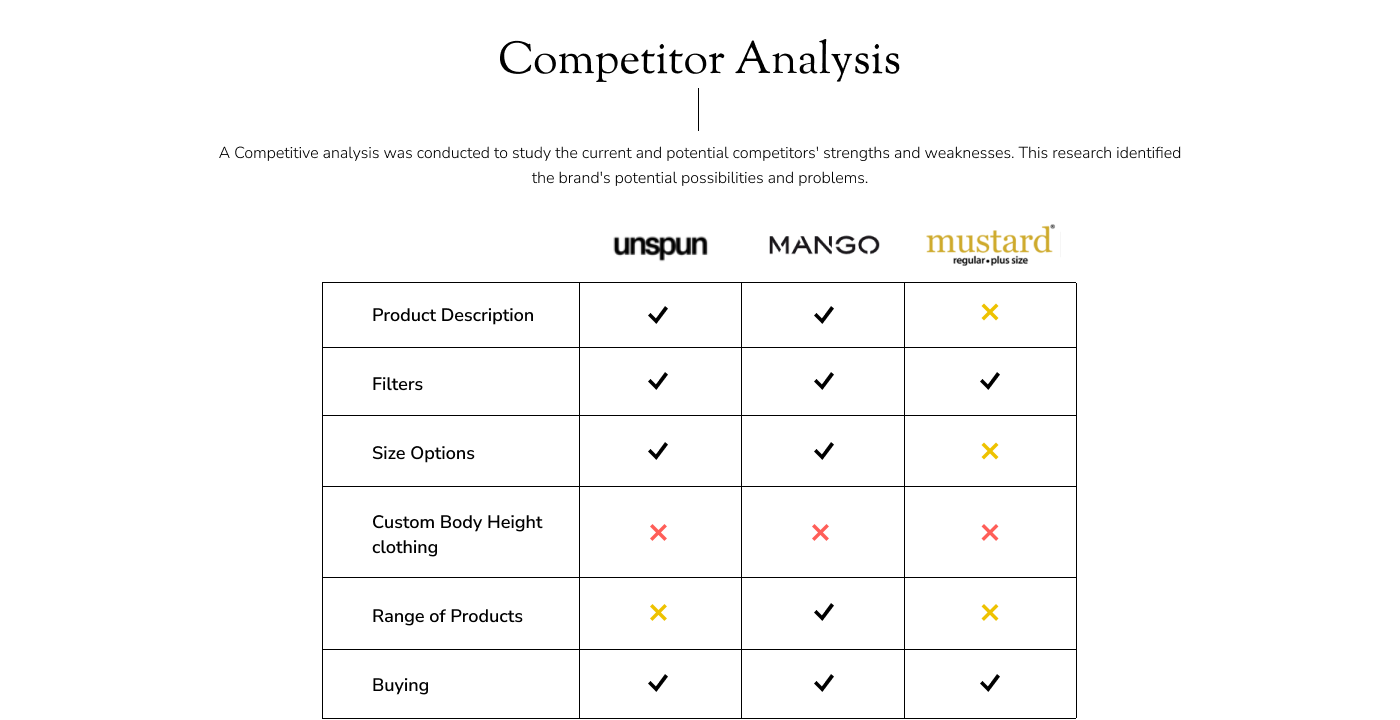 Competitor Analysis
A Competitive analysis was conducted to study the current and potential competitors' strengths and weaknesses. This research identified
the brand's potential possibilities and problems.
unspun MANGO mustard®
regular•plus size
Product Description
Filters
Size Options
Custom Body Height
clothing
Range of Products
Buying